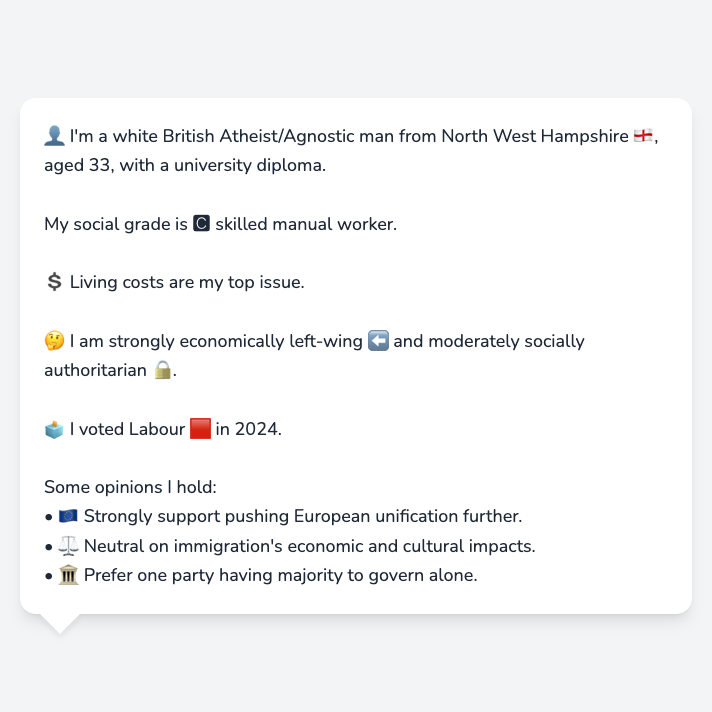 👤 I'm a white British Atheist/Agnostic man from North West Hampshire 🏴󠁧󠁢󠁥󠁮󠁧󠁿,
aged 33, with a university diploma.
My social grade is 🅲 skilled manual worker.
💲 Living costs are my top issue.
🤔 I am strongly economically left-wing ⬅️ and moderately socially
authoritarian 🔒.
🗳️ I voted Labour 🟥 in 2024.
Some opinions I hold:
• 🇪🇺 Strongly support pushing European unification further.
• ⚖️ Neutral on immigration's economic and cultural impacts.
• 🏛️ Prefer one party having majority to govern alone.